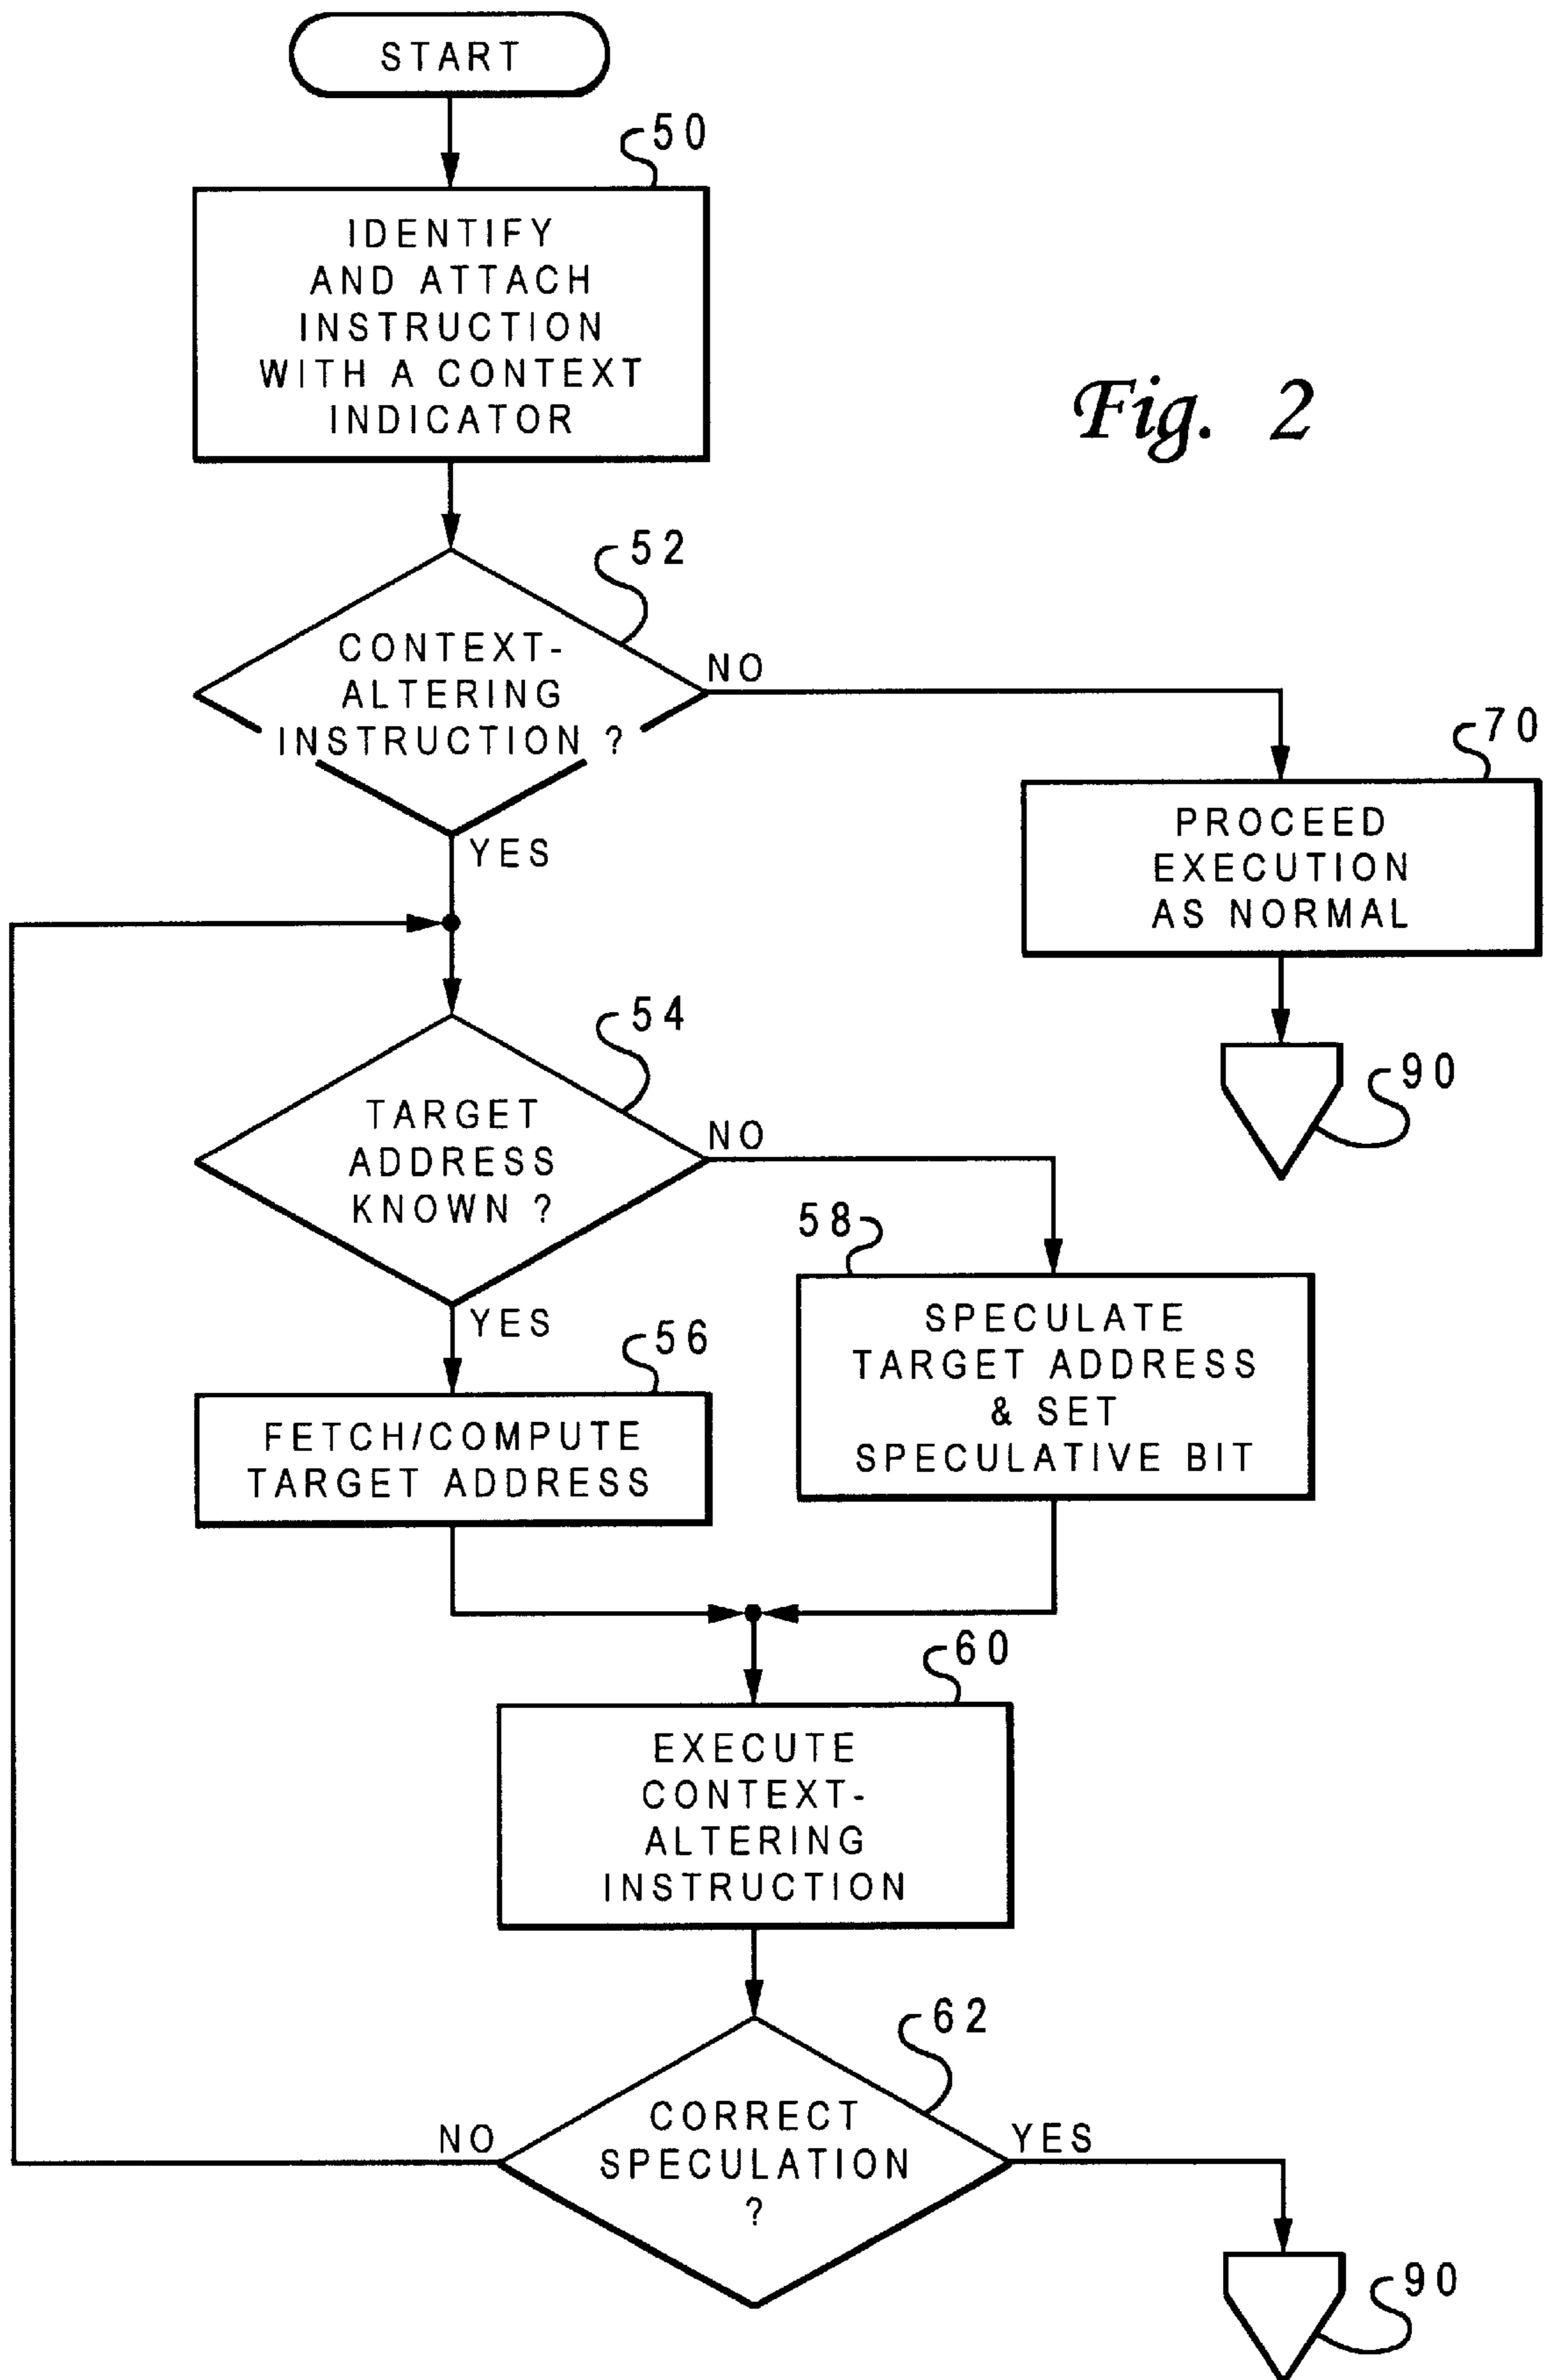 START
50
IDENTIFY
AND ATTACH
INSTRUCTION
WITH A CONTEXT
INDICATOR
Fig. 2
52
CONTEXT-
ALTERING
INSTRUCTION ?
NO
YES
70
PROCEED
EXECUTION
AS NORMAL
90
54
TARGET
ADDRESS
KNOWN ?
NO
YES
58
SPECULATE
TARGET ADDRESS
& SET
SPECULATIVE BIT
56
FETCH/COMPUTE
TARGET ADDRESS
60
EXECUTE
CONTEXT-
ALTERING
INSTRUCTION
62
CORRECT
SPECULATION
?
NO
YES
90